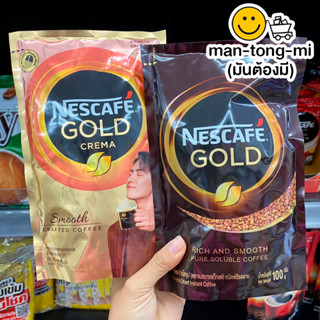 man-tong-mi
(มันต้องมี)
NESCAFÉ
GOLD
CREMA
Smooth
CRAFTED COFFEE
NESCAFÉ
GOLD
RICH AND SMOOTH
PURE SOLUBLE COFFEE
100